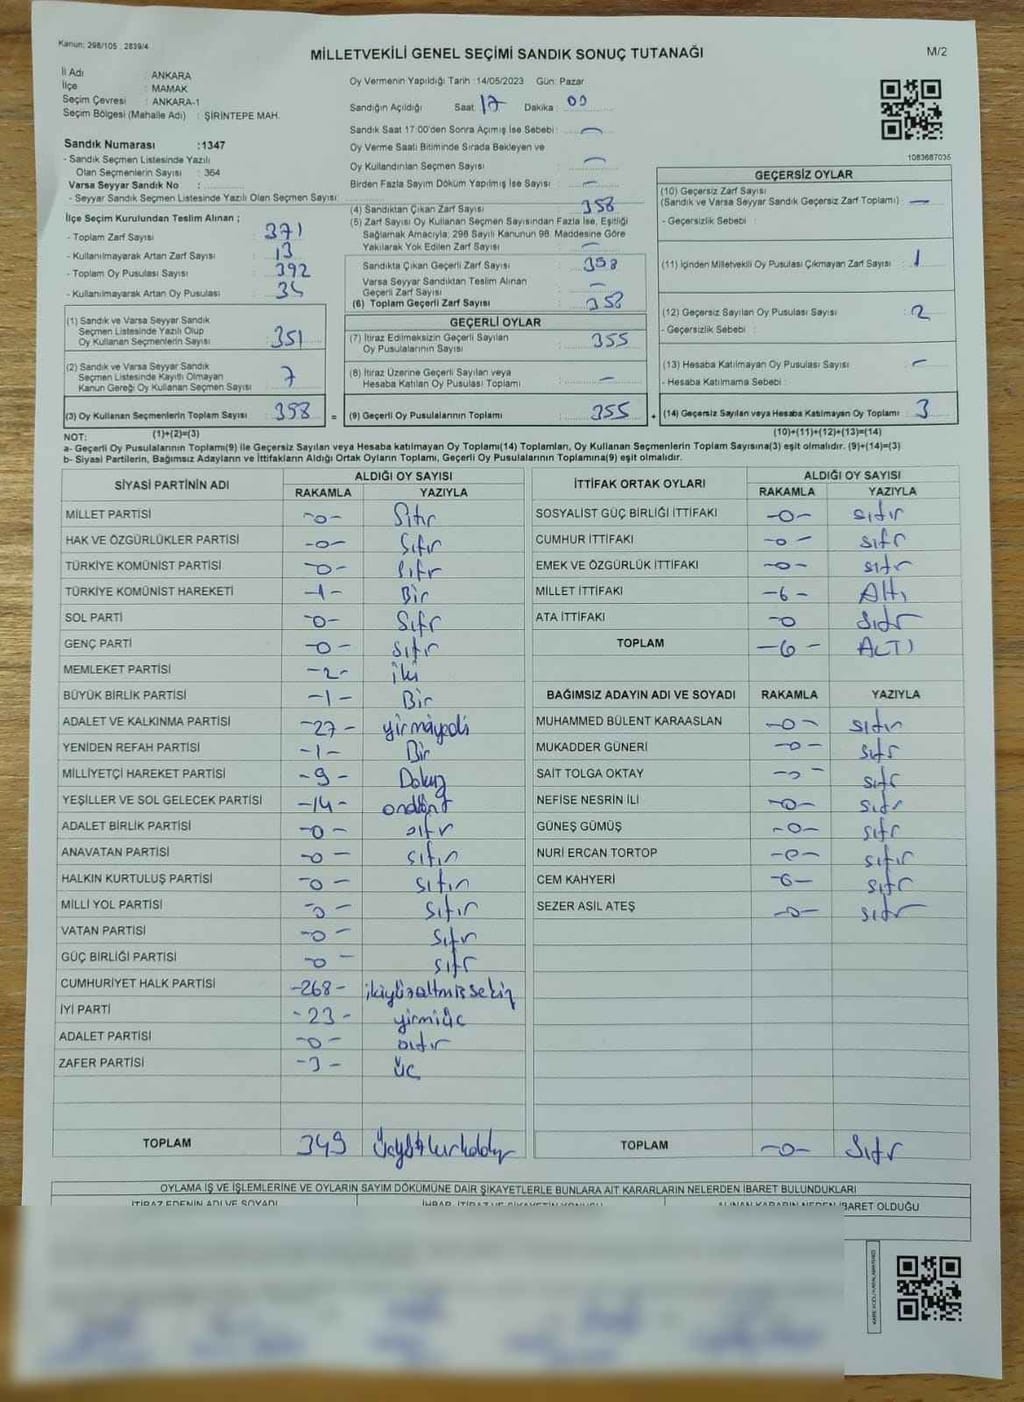 Kanun: 298/105 , 2839/4
MİLLETVEKİLİ GENEL SEÇİMİ SANDIK SONUÇ TUTANAĞI
M/2
İl Adı : ANKARA
İlçe : MAMAK
Seçim Çevresi : ANKARA-1
Seçim Bölgesi (Mahalle Adı) : ŞİRİNTEPE MAH.
Oy Vermenin Yapıldığı Tarih :14/05/2023 Gün: Pazar
Sandığın Açıldığı Saat 17 Dakika : 00
Sandık Saat 17:00'den Sonra Açımış İse Sebebi : —
Oy Verme Saati Bitiminde Sırada Bekleyen ve
Oy Kullandırılan Seçmen Sayısı : —
Birden Fazla Sayım Döküm Yapılmış İse Sayısı : —
1083687035
Sandık Numarası :1347
- Sandık Seçmen Listesinde Yazılı
Olan Seçmenlerin Sayısı : 364
Varsa Seyyar Sandık No :
- Seyyar Sandık Seçmen Listesinde Yazılı Olan Seçmen Sayısı :
İlçe Seçim Kurulundan Teslim Alınan ;
- Toplam Zarf Sayısı : 371
- Kullanılmayarak Artan Zarf Sayısı : 13
- Toplam Oy Pusulası Sayısı : 392
- Kullanılmayarak Artan Oy Pusulası : 34
(1) Sandık ve Varsa Seyyar Sandık
Seçmen Listesinde Yazılı Olup
Oy Kullanan Seçmenlerin Sayısı : 351
(2) Sandık ve Varsa Seyyar Sandık
Seçmen Listesinde Kayıtlı Olmayan
Kanun Gereği Oy Kullanan Seçmen Sayısı : 7
(3) Oy Kullanan Seçmenlerin Toplam Sayısı : 358 =
(1)+(2)=(3)
(4) Sandıktan Çıkan Zarf Sayısı : 358
(5) Zarf Sayısı Oy Kullanan Seçmen Sayısından Fazla İse, Eşitliği
Sağlamak Amacıyla; 298 Sayılı Kanunun 98. Maddesine Göre
Yakılarak Yok Edilen Zarf Sayısı : —
Sandıkta Çıkan Geçerli Zarf Sayısı : 358
Varsa Seyyar Sandıktan Teslim Alınan
Geçerli Zarf Sayısı : —
(6) Toplam Geçerli Zarf Sayısı : 358
GEÇERLİ OYLAR
(7) İtiraz Edilmeksizin Geçerli Sayılan
Oy Pusulalarının Sayısı : 355
(8) İtiraz Üzerine Geçerli Sayılan veya
Hesaba Katılan Oy Pusulası Toplamı : —
(9) Geçerli Oy Pusulalarının Toplamı : 355 +
GEÇERSİZ OYLAR
(10) Geçersiz Zarf Sayısı
(Sandık ve Varsa Seyyar Sandık Geçersiz Zarf Toplamı) : —
- Geçersizlik Sebebi :
(11) İçinden Milletvekili Oy Pusulası Çıkmayan Zarf Sayısı : 1
(12) Geçersiz Sayılan Oy Pusulası Sayısı : 2
- Geçersizlik Sebebi :
(13) Hesaba Katılmayan Oy Pusulası Sayısı : —
- Hesaba Katılmama Sebebi :
(14) Geçersiz Sayılan veya Hesaba Katılmayan Oy Toplamı : 3
(10)+(11)+(12)+(13)=(14)
NOT:
a- Geçerli Oy Pusulalarının Toplamı(9) ile Geçersiz Sayılan veya Hesaba katılmayan Oy Toplamı(14) Toplamları, Oy Kullanan Seçmenlerin Toplam Sayısına(3) eşit olmalıdır. (9)+(14)=(3)
b- Siyasi Partilerin, Bağımsız Adayların ve İttifakların Aldığı Ortak Oyların Toplamı, Geçerli Oy Pusulalarının Toplamına(9) eşit olmalıdır.
SİYASİ PARTİNİN ADI ALDIĞI OY SAYISI
RAKAMLA YAZIYLA
MİLLET PARTİSİ -0- Sıfır
HAK VE ÖZGÜRLÜKLER PARTİSİ -0- Sıfır
TÜRKİYE KOMÜNİST PARTİSİ -0- Sıfır
TÜRKİYE KOMÜNİST HAREKETİ -1- Bir
SOL PARTİ -0- Sıfır
GENÇ PARTİ -0- Sıfır
MEMLEKET PARTİSİ -2- iki
BÜYÜK BİRLİK PARTİSİ -1- Bir
ADALET VE KALKINMA PARTİSİ -27- yirmiyedi
YENİDEN REFAH PARTİSİ -1- Bir
MİLLİYETÇİ HAREKET PARTİSİ -9- Dokuz
YEŞİLLER VE SOL GELECEK PARTİSİ -14- ondört
ADALET BİRLİK PARTİSİ -0- sıfır
ANAVATAN PARTİSİ -0- sıfır
HALKIN KURTULUŞ PARTİSİ -0- sıfır
MİLLİ YOL PARTİSİ -0- sıfır
VATAN PARTİSİ -0- sıfır
GÜÇ BİRLİĞİ PARTİSİ -0- sıfır
CUMHURİYET HALK PARTİSİ -268- ikiyüzaltmışsekiz
İYİ PARTİ -23- yirmiüç
ADALET PARTİSİ -0- sıfır
ZAFER PARTİSİ -3- Üç
TOPLAM 349 Üçyüzkırkdokuz
İTTİFAK ORTAK OYLARI ALDIĞI OY SAYISI
RAKAMLA YAZIYLA
SOSYALİST GÜÇ BİRLİĞİ İTTİFAKI -0- sıfır
CUMHUR İTTİFAKI -0- sıfır
EMEK VE ÖZGÜRLÜK İTTİFAKI -0- sıfır
MİLLET İTTİFAKI -6- Altı
ATA İTTİFAKI -0 sıfır
TOPLAM -6- ALTI
BAĞIMSIZ ADAYIN ADI VE SOYADI RAKAMLA YAZIYLA
MUHAMMED BÜLENT KARAASLAN -0- sıfır
MUKADDER GÜNERİ -0- sıfır
SAİT TOLGA OKTAY -0- sıfır
NEFİSE NESRİN İLİ -0- sıfır
GÜNEŞ GÜMÜŞ -0- sıfır
NURİ ERCAN TORTOP -0- sıfır
CEM KAHYERİ -0- sıfır
SEZER ASİL ATEŞ -0- sıfır
TOPLAM -0- Sıfır
OYLAMA İŞ VE İŞLEMLERİNE VE OYLARIN SAYIM DÖKÜMÜNE DAİR ŞİKAYETLERLE BUNLARA AİT KARARLARIN NELERDEN İBARET BULUNDUKLARI
İTİRAZ EDENİN ADI VE SOYADI İHBAR, İTİRAZ VE ŞİKAYETİN KONUSU ALINAN KARARIN NEDEN İBARET OLDUĞU